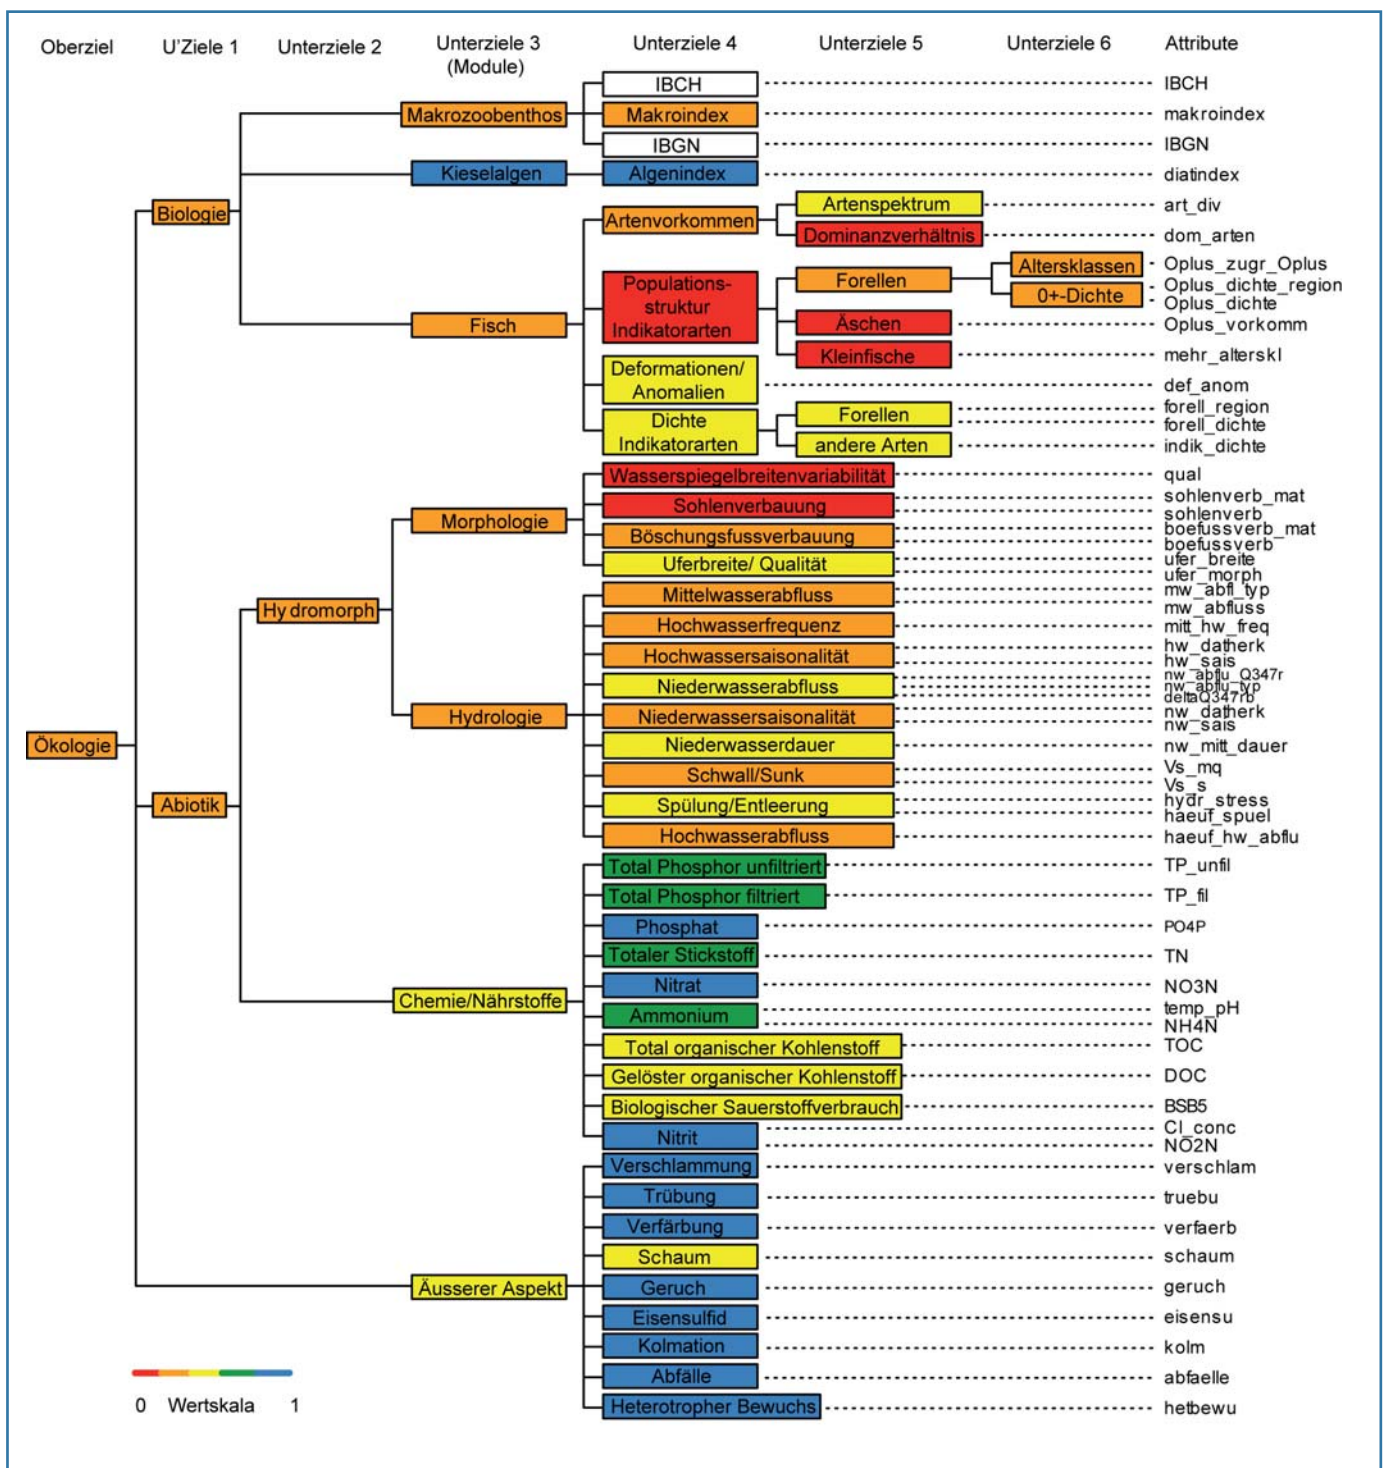 Oberziel U'Ziele 1 Unterziele 2 Unterziele 3 Unterziele 4 Unterziele 5 Unterziele 6 Attribute
(Module)
IBCH IBCH
Makrozoobenthos Makroindex makroindex
IBGN IBGN
Kieselalgen Algenindex diatindex
Artenspektrum art_div
Biologie Artenvorkommen
Dominanzverhältnis dom_arten
Altersklassen Oplus_zugr_Oplus
Populations-
struktur
Indikatorarten
Forellen
Oplus_dichte_region
0+-Dichte
Oplus_dichte
Fisch Äschen Oplus_vorkomm
Kleinfische mehr_alterskl
Deformationen/
Anomalien
def_anom
Dichte
Indikatorarten
Forellen
forell_region
forell_dichte
andere Arten indik_dichte
Wasserspiegelbreitenvariabilität qual
Morphologie Sohlenverbauung
sohlenverb_mat
sohlenverb
Böschungsfussverbauung
boefussverb_mat
boefussverb
Uferbreite/ Qualität
ufer_breite
ufer_morph
Hydromorph
Mittelwasserabfluss
mw_abfl_typ
mw_abfluss
Hochwasserfrequenz mitt_hw_freq
Hochwassersaisonalität
hw_datherk
hw_sais
Niederwasserabfluss
nw_abflu_Q347r
nw_abflu_typ
deltaQ347rb
Hydrologie Niederwassersaisonalität
nw_datherk
nw_sais
Ökologie Niederwasserdauer nw_mitt_dauer
Schwall/Sunk
Vs_mq
Vs_s
Abiotik Spülung/Entleerung
hydr_stress
haeuf_spuel
Hochwasserabfluss haeuf_hw_abflu
Total Phosphor unfiltriert TP_unfil
Total Phosphor filtriert TP_fil
Phosphat PO4P
Totaler Stickstoff TN
Nitrat NO3N
Chemie/Nährstoffe Ammonium
temp_pH
NH4N
Total organischer Kohlenstoff TOC
Gelöster organischer Kohlenstoff DOC
Biologischer Sauerstoffverbrauch BSB5
Nitrit
Cl_conc
NO2N
Verschlammung verschlam
Trübung truebu
Verfärbung verfaerb
Schaum schaum
Äusserer Aspekt Geruch geruch
Eisensulfid eisensu
Kolmation kolm
Abfälle abfaelle
Heterotropher Bewuchs hetbewu
0 Wertskala 1